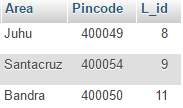 Area Pincode L_id
Juhu 400049 8
Santacruz 400054 9
Bandra 400050 11